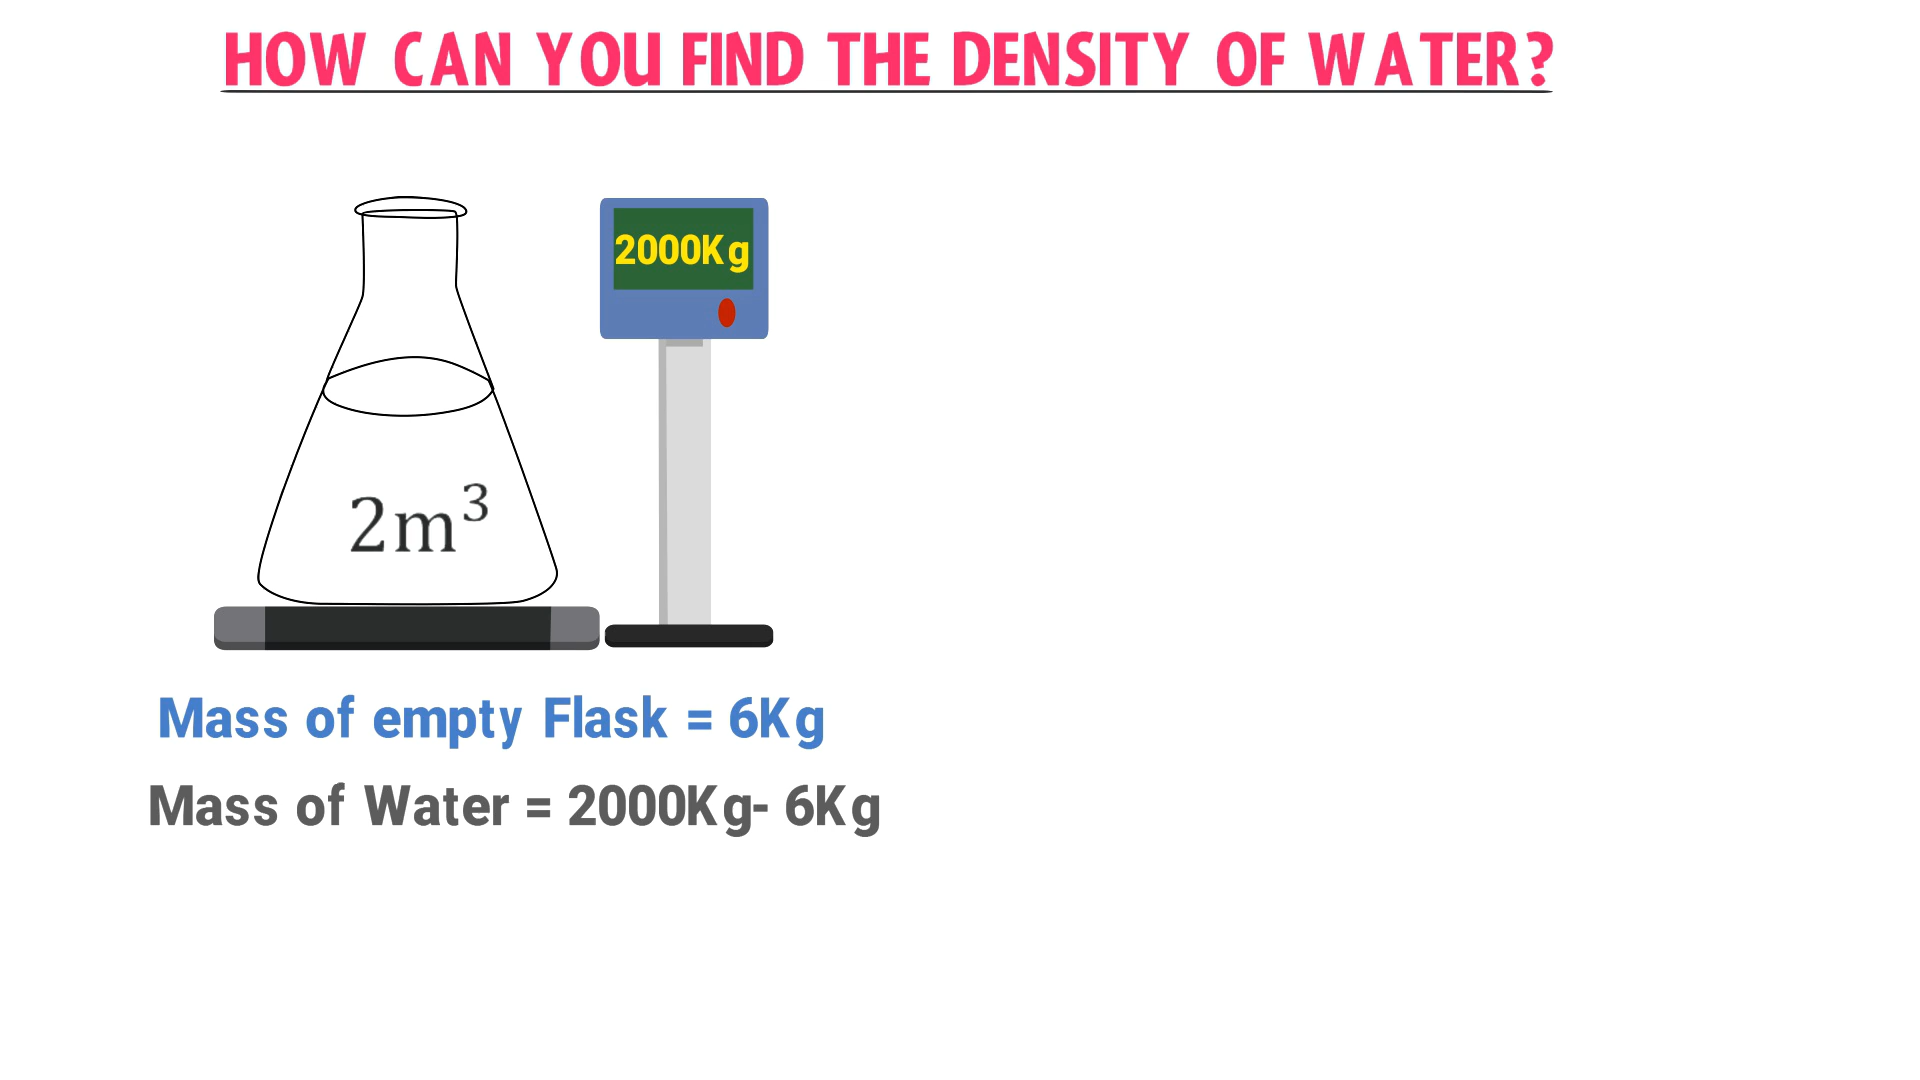 HOW CAN YOU FIND THE DENSITY OF WATER?
2000Kg
2m³
Mass of empty Flask = 6Kg
Mass of Water = 2000Kg- 6Kg